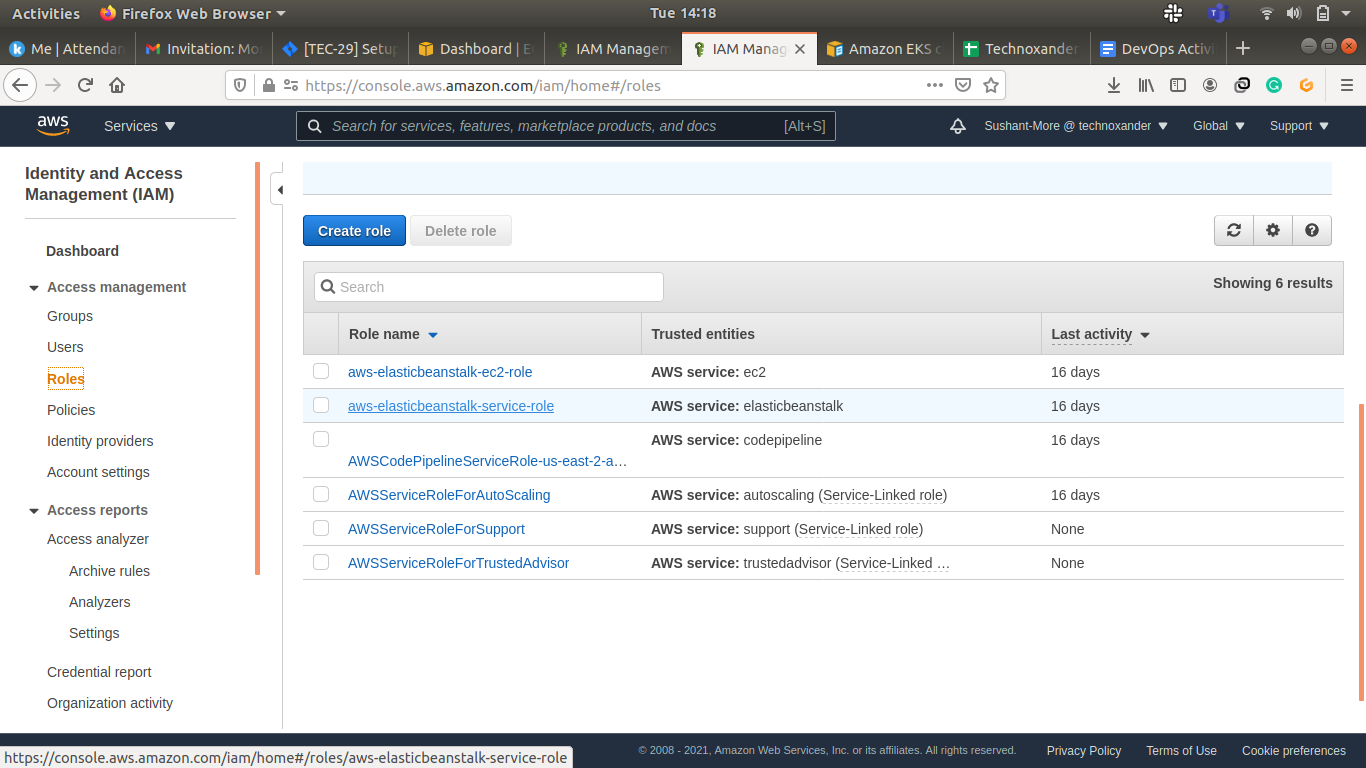 Activities Firefox Web Browser Tue 14:18
Me | Attendan Invitation: Mo [TEC-29] Setup Dashboard | E IAM Managem IAM Manag Amazon EKS c Technoxander DevOps Activi
https://console.aws.amazon.com/iam/home#/roles
aws Services Search for services, features, marketplace products, and docs [Alt+S] Sushant-More @ technoxander Global Support
Identity and Access
Management (IAM)
Dashboard
Access management
Groups
Users
Roles
Policies
Identity providers
Account settings
Access reports
Access analyzer
Archive rules
Analyzers
Settings
Credential report
Organization activity
Create role Delete role
Search Showing 6 results
Role name Trusted entities Last activity
aws-elasticbeanstalk-ec2-role AWS service: ec2 16 days
aws-elasticbeanstalk-service-role AWS service: elasticbeanstalk 16 days
AWS service: codepipeline 16 days
AWSCodePipelineServiceRole-us-east-2-a…
AWSServiceRoleForAutoScaling AWS service: autoscaling (Service-Linked role) 16 days
AWSServiceRoleForSupport AWS service: support (Service-Linked role) None
AWSServiceRoleForTrustedAdvisor AWS service: trustedadvisor (Service-Linked … None
© 2008 - 2021, Amazon Web Services, Inc. or its affiliates. All rights reserved. Privacy Policy Terms of Use Cookie preferences
https://console.aws.amazon.com/iam/home#/roles/aws-elasticbeanstalk-service-role